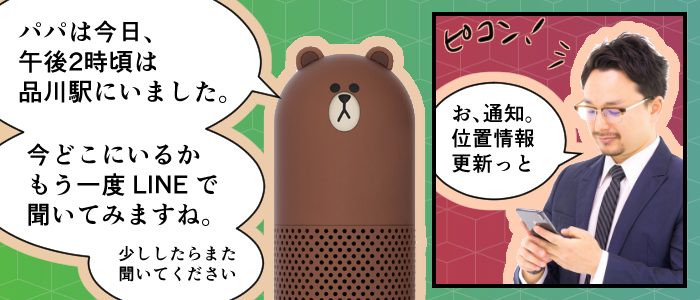 パパは今日、
午後2時頃は
品川駅にいました。
今どこにいるか
もう一度 LINE で
聞いてみますね。
少ししたらまた
聞いてください
ピコン!
お、通知。
位置情報
更新っと